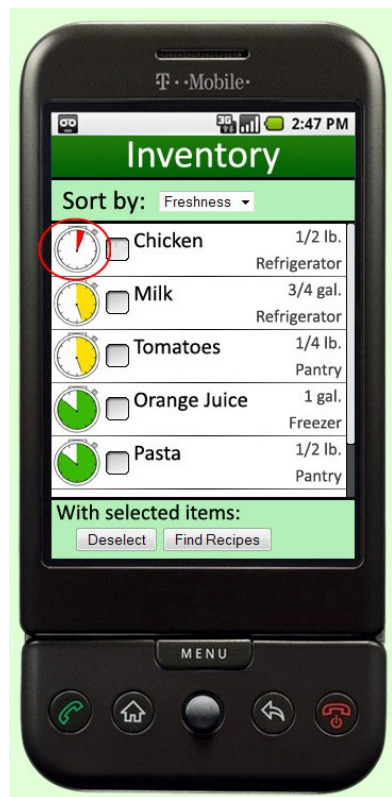 T··Mobile·
3G 2:47 PM
Inventory
Sort by: Freshness
Chicken 1/2 lb.
Refrigerator
Milk 3/4 gal.
Refrigerator
Tomatoes 1/4 lb.
Pantry
Orange Juice 1 gal.
Freezer
Pasta 1/2 lb.
Pantry
With selected items:
Deselect Find Recipes
MENU